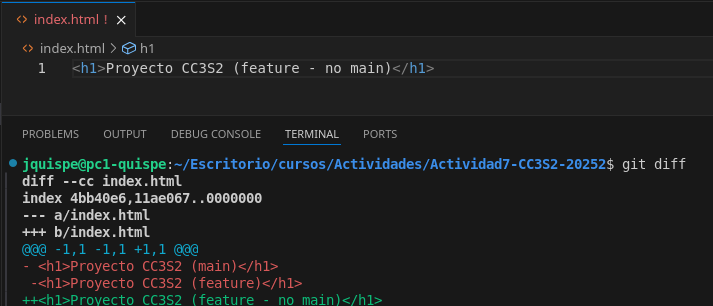 index.html !
index.html > h1
1 <h1>Proyecto CC3S2 (feature - no main)</h1>
PROBLEMS OUTPUT DEBUG CONSOLE TERMINAL PORTS
jquispe@pc1-quispe:~/Escritorio/cursos/Actividades/Actividad7-CC3S2-20252$ git diff
diff --cc index.html
index 4bb40e6,11ae067..0000000
--- a/index.html
+++ b/index.html
@@@ -1,1 -1,1 +1,1 @@@
- <h1>Proyecto CC3S2 (main)</h1>
 -<h1>Proyecto CC3S2 (feature)</h1>
++<h1>Proyecto CC3S2 (feature - no main)</h1>